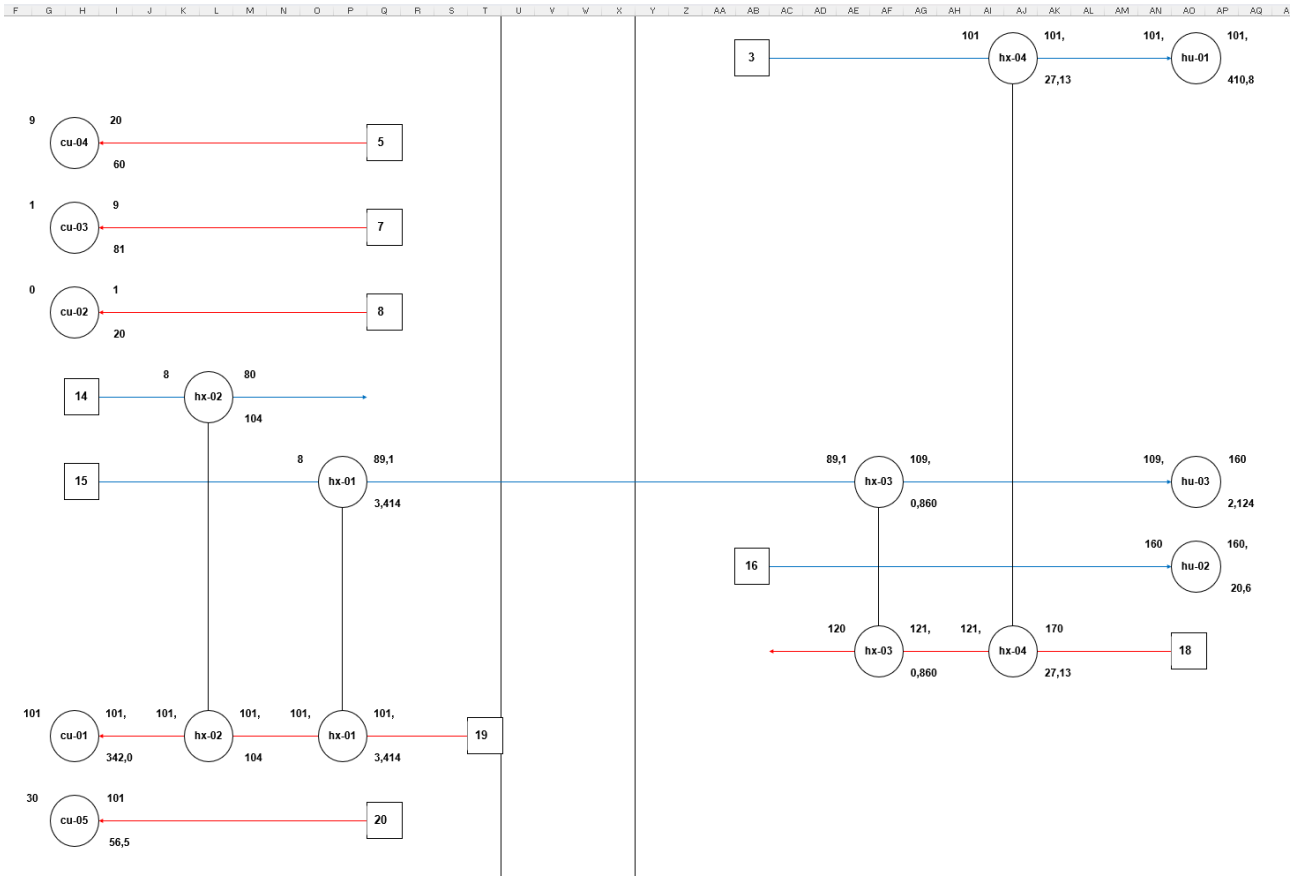 F G H I J K L M N O P Q R S T U V W X Y Z AA AB AC AD AE AF AG AH AI AJ AK AL AM AN AO AP AQ
101 101, 101, 101,
3 hx-04 hu-01
27,13 410,8
9 20
cu-04 5
60
1 9
cu-03 7
81
0 1
cu-02 8
20
8 80
14 hx-02
104
8 89,1 89,1 109, 109, 160
15 hx-01 hx-03 hu-03
3,414 0,860 2,124
160 160,
16 hu-02
20,6
120 121, 121, 170
hx-03 hx-04 18
0,860 27,13
101 101, 101, 101, 101, 101,
cu-01 hx-02 hx-01 19
342,0 104 3,414
30 101
cu-05 20
56,5